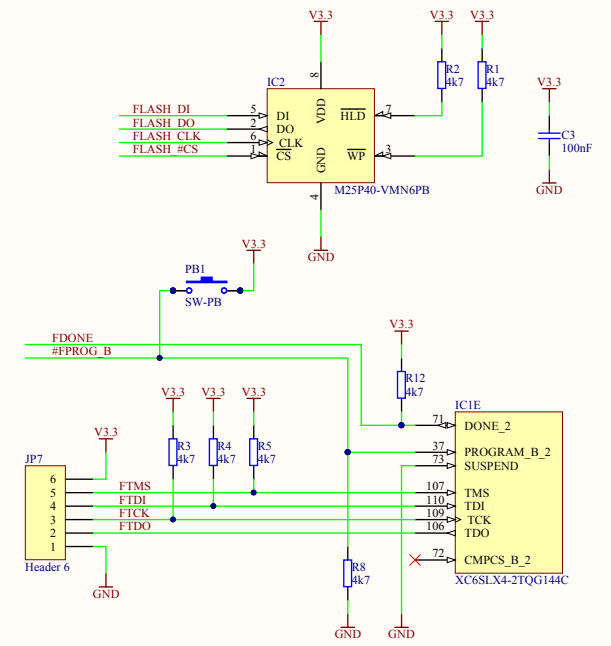 V3.3
V3.3
V3.3
IC2
8
R2
4k7
R1
4k7
V3.3
FLASH_DI
5
DI
VDD
HLD
7
FLASH_DO
2
DO
FLASH_CLK
6
CLK
FLASH_#CS
1
CS
GND
WP
3
C3
100nF
4
M25P40-VMN6PB
GND
GND
V3.3
PB1
SW-PB
FDONE
#FPROG_B
V3.3
R12
4k7
V3.3
V3.3
V3.3
IC1E
71
DONE_2
V3.3
R3
4k7
R4
4k7
R5
4k7
37
PROGRAM_B_2
73
SUSPEND
JP7
6
5
FTMS
107
TMS
4
FTDI
110
TDI
3
FTCK
109
TCK
2
FTDO
106
TDO
1
72
CMPCS_B_2
Header 6
R8
4k7
XC6SLX4-2TQG144C
GND
GND
GND